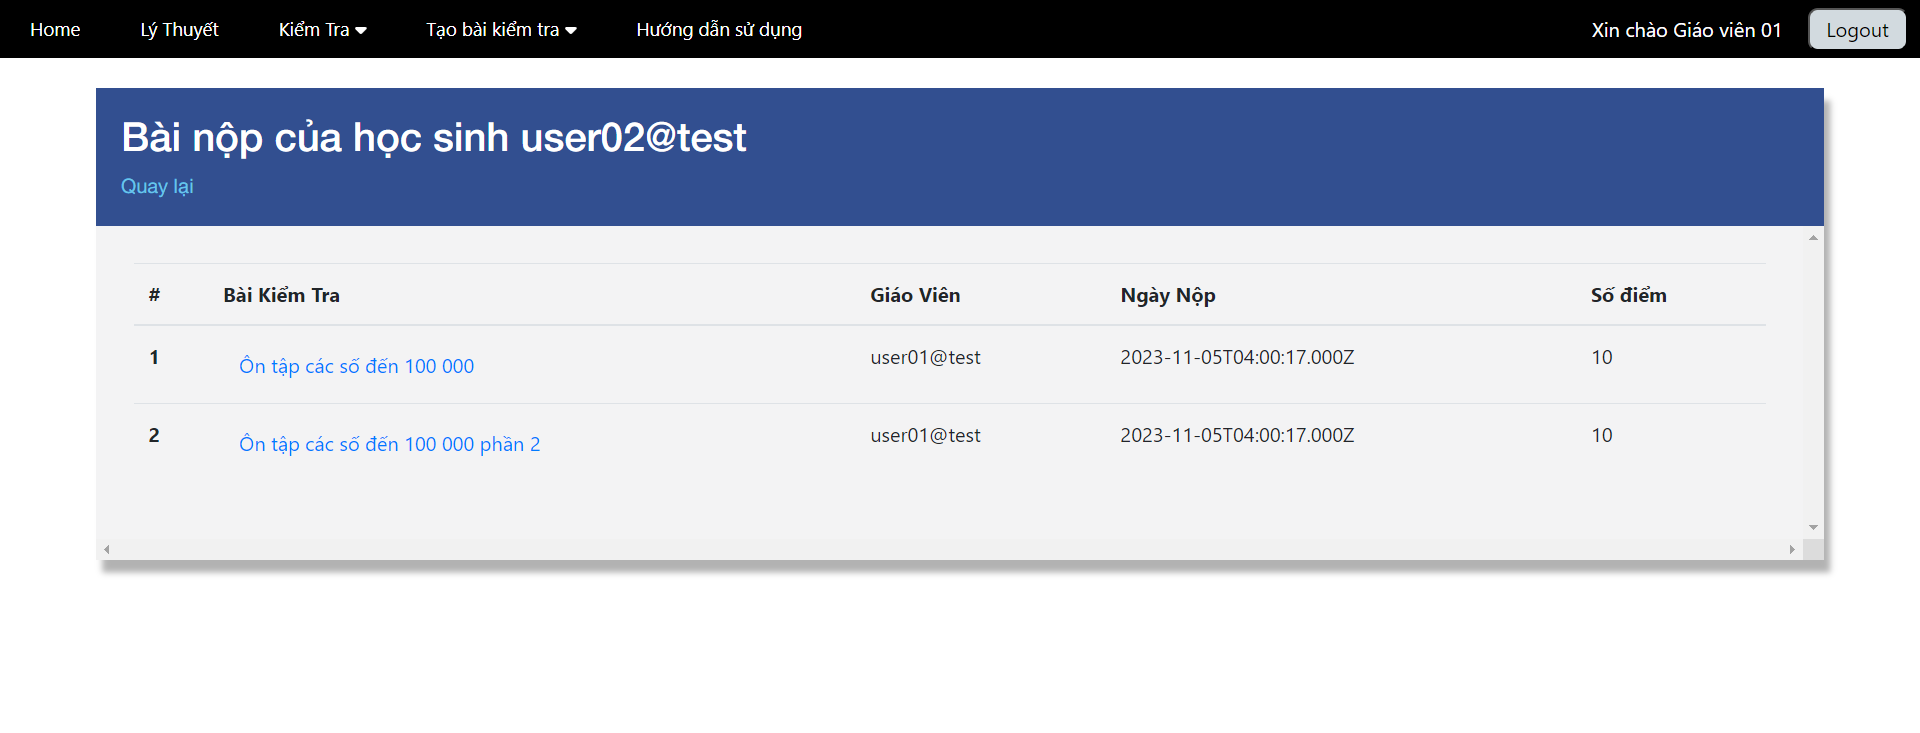 Home Lý Thuyết Kiểm Tra Tạo bài kiểm tra Hướng dẫn sử dụng Xin chào Giáo viên 01 Logout
Bài nộp của học sinh user02@test
Quay lại
# Bài Kiểm Tra Giáo Viên Ngày Nộp Số điểm
1 Ôn tập các số đến 100 000 user01@test 2023-11-05T04:00:17.000Z 10
2 Ôn tập các số đến 100 000 phần 2 user01@test 2023-11-05T04:00:17.000Z 10